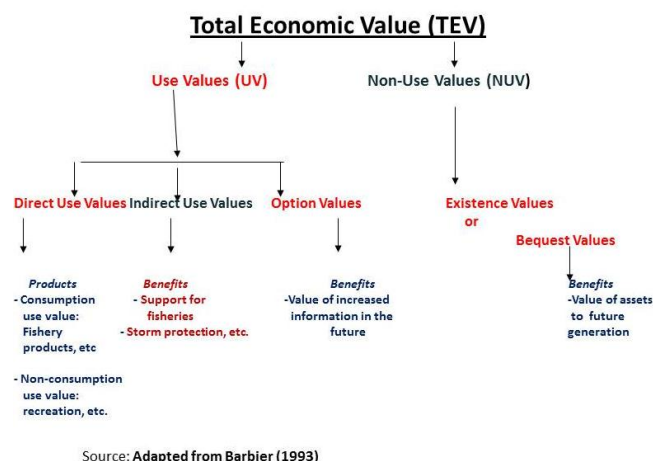 Total Economic Value (TEV)
Use Values (UV)
Non-Use Values (NUV)
Direct Use Values
Indirect Use Values
Option Values
Existence Values
or
Bequest Values
Products
- Consumption
use value:
Fishery
products, etc
- Non-consumption
use value:
recreation, etc.
Benefits
- Support for
fisheries
- Storm protection, etc.
Benefits
-Value of increased
information in the
future
Benefits
-Value of assets
to future
generation
Source: Adapted from Barbier (1993)